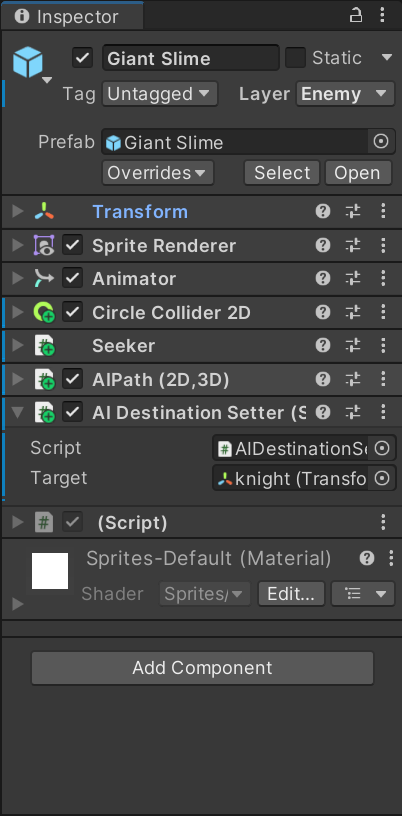 Inspector
Giant Slime Static
Tag Untagged Layer Enemy
Prefab Giant Slime
Overrides Select Open
Transform
Sprite Renderer
Animator
Circle Collider 2D
Seeker
AIPath (2D,3D)
AI Destination Setter (S
Script AIDestinationSe
Target knight (Transfo
(Script)
Sprites-Default (Material)
Shader Sprites/ Edit...
Add Component